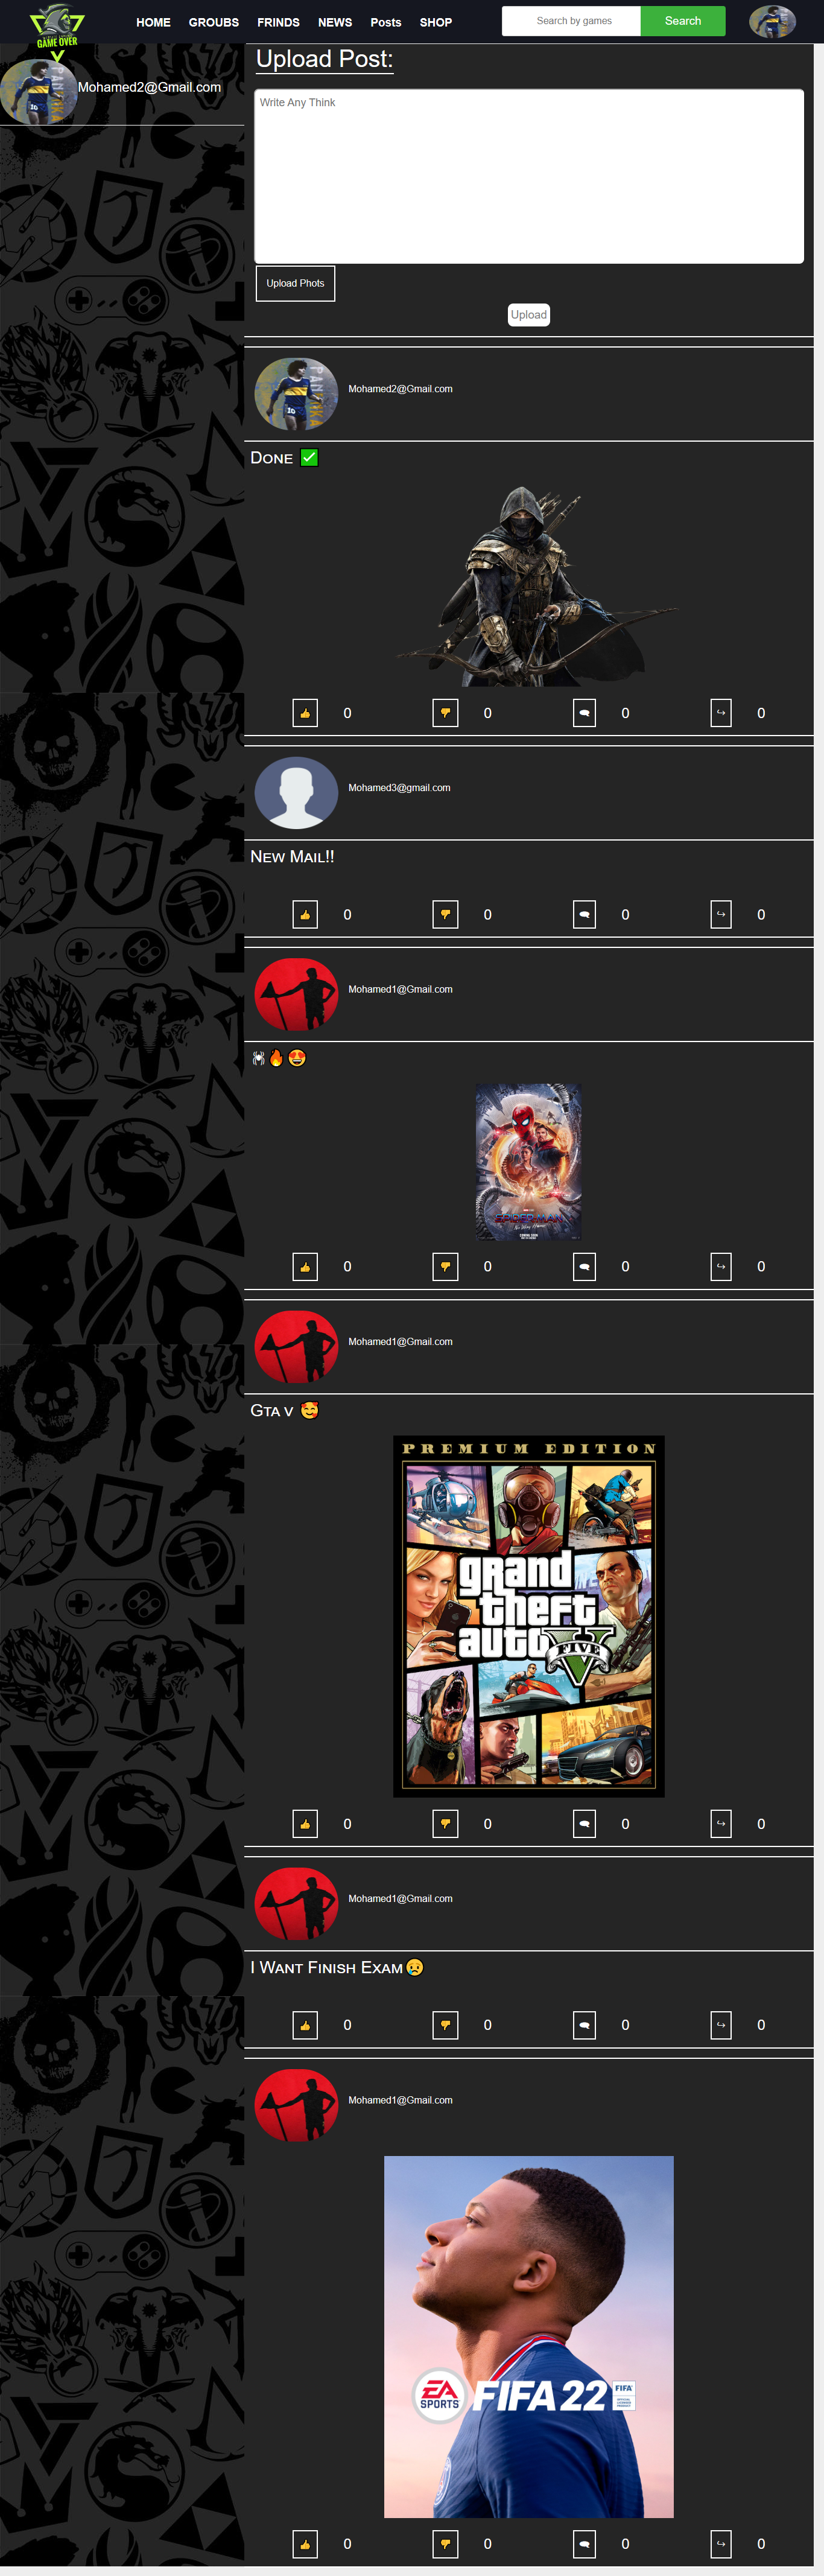 GAME OVER
HOME GROUBS FRINDS NEWS Posts SHOP
Search by games
Search
Mohamed2@Gmail.com
Upload Post:
Write Any Think
Upload Phots
Upload
Mohamed2@Gmail.com
Done ✅
👍 0 👎 0 🗨 0 ↪ 0
Mohamed3@gmail.com
New Mail!!
👍 0 👎 0 🗨 0 ↪ 0
Mohamed1@Gmail.com
🕷🔥😍
SPIDER-MAN
👍 0 👎 0 🗨 0 ↪ 0
Mohamed1@Gmail.com
Gta v 🥰
PREMIUM EDITION
grand
theft
auto V
FIVE
👍 0 👎 0 🗨 0 ↪ 0
Mohamed1@Gmail.com
I Want Finish Exam😥
👍 0 👎 0 🗨 0 ↪ 0
Mohamed1@Gmail.com
EA
SPORTS
FIFA 22
FIFA
👍 0 👎 0 🗨 0 ↪ 0